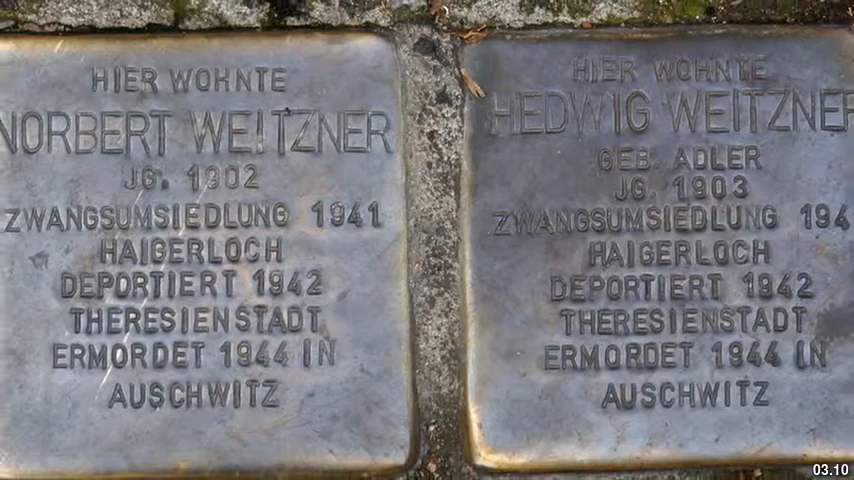 HIER WOHNTE
NORBERT WEITZNER
JG. 1902
ZWANGSUMSIEDLUNG 1941
HAIGERLOCH
DEPORTIERT 1942
THERESIENSTADT
ERMORDET 1944 IN
AUSCHWITZ
HIER WOHNTE
HEDWIG WEITZNER
GEB. ADLER
JG. 1903
ZWANGSUMSIEDLUNG 194
HAIGERLOCH
DEPORTIERT 1942
THERESIENSTADT
ERMORDET 1944 IN
AUSCHWITZ
03.10